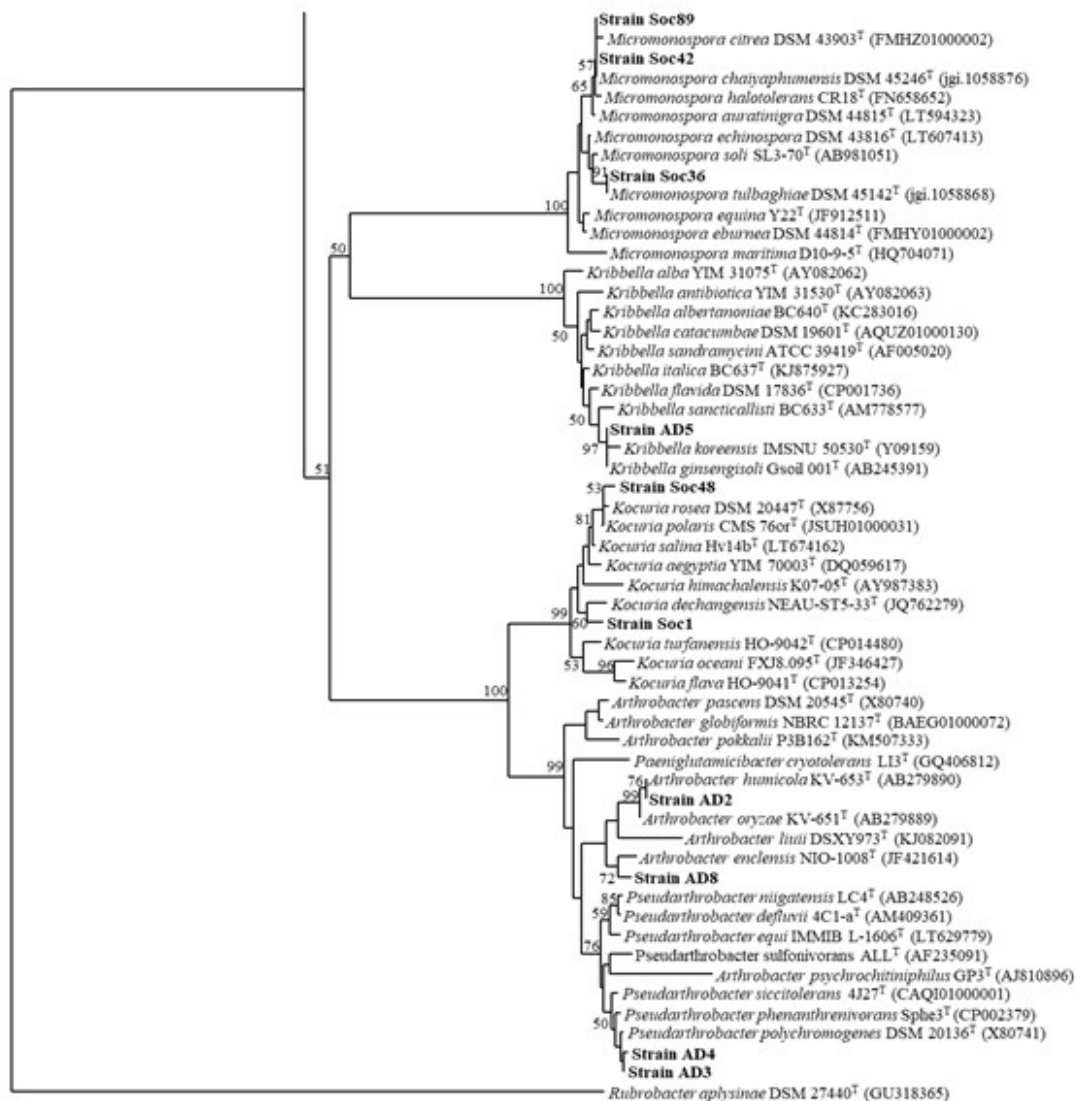 Strain Soc89
Micromonospora citrea DSM 43903ᵀ (FMHZ01000002)
57
Strain Soc42
Micromonospora chaiyaphumensis DSM 45246ᵀ (jgi.1058876)
65
Micromonospora halotolerans CR18ᵀ (FN658652)
Micromonospora auratinigra DSM 44815ᵀ (LT594323)
Micromonospora echinospora DSM 43816ᵀ (LT607413)
Micromonospora soli SL3-70ᵀ (AB981051)
91
Strain Soc36
Micromonospora tulbaghiae DSM 45142ᵀ (jgi.1058868)
100
Micromonospora equina Y22ᵀ (JF912511)
Micromonospora eburnea DSM 44814ᵀ (FMHY01000002)
50
Micromonospora maritima D10-9-5ᵀ (HQ704071)
Kribbella alba YIM 31075ᵀ (AY082062)
100
Kribbella antibiotica YIM 31530ᵀ (AY082063)
Kribbella albertanoniae BC640ᵀ (KC283016)
50
Kribbella catacumbae DSM 19601ᵀ (AQUZ01000130)
Kribbella sandramycini ATCC 39419ᵀ (AF005020)
Kribbella italica BC637ᵀ (KJ875927)
Kribbella flavida DSM 17836ᵀ (CP001736)
Kribbella sancticallisti BC633ᵀ (AM778577)
50
Strain AD5
97
Kribbella koreensis IMSNU 50530ᵀ (Y09159)
Kribbella ginsengisoli Gsoil 001ᵀ (AB245391)
51
53
Strain Soc48
Kocuria rosea DSM 20447ᵀ (X87756)
81
Kocuria polaris CMS 76orᵀ (JSUH01000031)
Kocuria salina Hv14bᵀ (LT674162)
Kocuria aegyptia YIM 70003ᵀ (DQ059617)
Kocuria himachalensis K07-05ᵀ (AY987383)
Kocuria dechangensis NEAU-ST5-33ᵀ (JQ762279)
99
60
Strain Soc1
Kocuria turfanensis HO-9042ᵀ (CP014480)
53
96
Kocuria oceani FXJ8.095ᵀ (JF346427)
Kocuria flava HO-9041ᵀ (CP013254)
100
Arthrobacter pascens DSM 20545ᵀ (X80740)
Arthrobacter globiformis NBRC 12137ᵀ (BAEG01000072)
Arthrobacter pokkalii P3B162ᵀ (KM507333)
99
Paeniglutamicibacter cryotolerans LI3ᵀ (GQ406812)
76
Arthrobacter humicola KV-653ᵀ (AB279890)
99
Strain AD2
Arthrobacter oryzae KV-651ᵀ (AB279889)
Arthrobacter liuii DSXY973ᵀ (KJ082091)
Arthrobacter enclensis NIO-1008ᵀ (JF421614)
72
Strain AD8
85
Pseudarthrobacter niigatensis LC4ᵀ (AB248526)
59
Pseudarthrobacter defluvii 4C1-aᵀ (AM409361)
Pseudarthrobacter equi IMMIB L-1606ᵀ (LT629779)
76
Pseudarthrobacter sulfonivorans ALLᵀ (AF235091)
Arthrobacter psychrochitiniphilus GP3ᵀ (AJ810896)
Pseudarthrobacter siccitolerans 4J27ᵀ (CAQI01000001)
Pseudarthrobacter phenanthrenivorans Sphe3ᵀ (CP002379)
50
Pseudarthrobacter polychromogenes DSM 20136ᵀ (X80741)
Strain AD4
Strain AD3
Rubrobacter aplysinae DSM 27440ᵀ (GU318365)